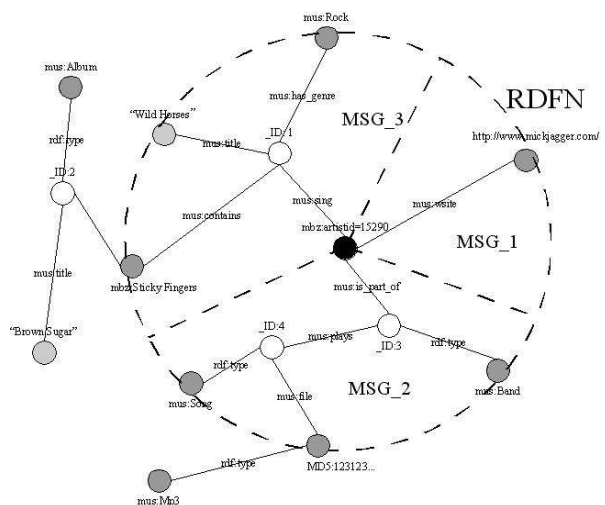 mus:Rock
mus:Album
mus:has_genre
RDFN
"Wild Horses"
MSG_3
_ID: 1
http://www.mickjagger.com/
mus:title
rdf:type
_ID:2
mus:sing
mus:wsite
mus:contains
mbz:artistid=15290
MSG_1
mus:title
mbz:Sticky Fingers
mus:is_part_of
"Brown Sugar"
_ID:4
mus:plays
_ID:3
rdf:type
rdf:type
mus:Song
mus:file
MSG_2
mus:Band
rdf:type
MD5:123123...
mus:Mp3